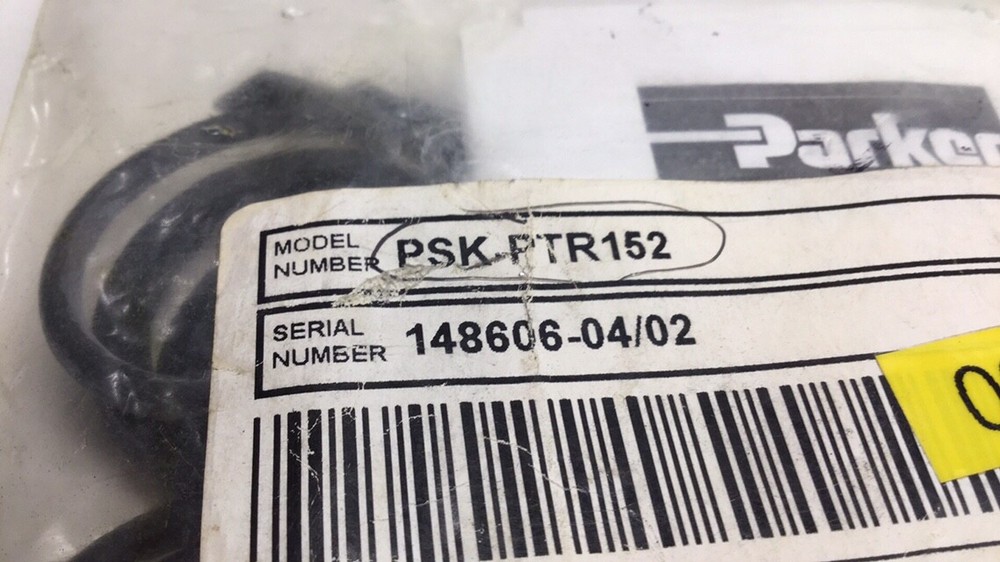 Parker
MODEL
NUMBER
PSK-PTR152
SERIAL
NUMBER
148606-04/02